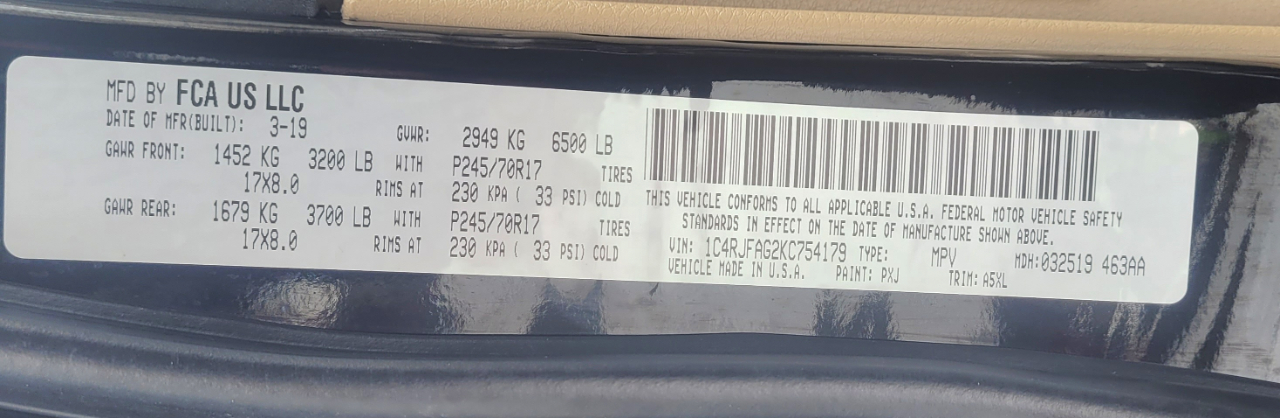 MFD BY FCA US LLC
DATE OF MFR(BUILT): 3-19 GVWR: 2949 KG 6500 LB
GAWR FRONT: 1452 KG 3200 LB WITH P245/70R17 TIRES
17X8.0 RIMS AT 230 KPA ( 33 PSI) COLD
GAWR REAR: 1679 KG 3700 LB WITH P245/70R17 TIRES
17X8.0 RIMS AT 230 KPA ( 33 PSI) COLD
THIS VEHICLE CONFORMS TO ALL APPLICABLE U.S.A. FEDERAL MOTOR VEHICLE SAFETY
STANDARDS IN EFFECT ON THE DATE OF MANUFACTURE SHOWN ABOVE.
VIN: 1C4RJFAG2KC754179 TYPE: MPV MDH:032519 463AA
VEHICLE MADE IN U.S.A. PAINT: PXJ TRIM: A5XL